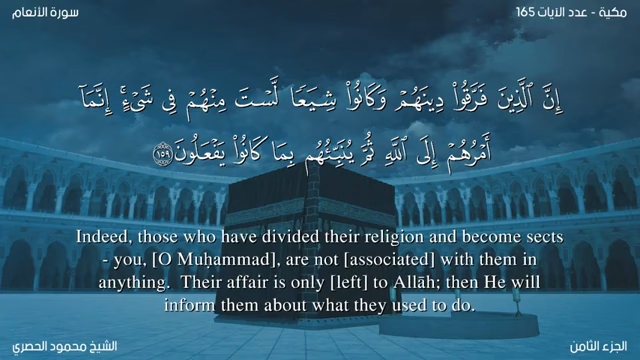 سورة الأنعام
مكية - عدد الآيات 165
إِنَّ ٱلَّذِينَ فَرَّقُوا۟ دِينَهُمْ وَكَانُوا۟ شِيَعًا لَّسْتَ مِنْهُمْ فِى شَىْءٍ ۚ إِنَّمَآ
أَمْرُهُمْ إِلَى ٱللَّهِ ثُمَّ يُنَبِّئُهُم بِمَا كَانُوا۟ يَفْعَلُونَ ١٥٩
Indeed, those who have divided their religion and become sects
- you, [O Muḥammad], are not [associated] with them in
anything.  Their affair is only [left] to Allāh; then He will
inform them about what they used to do.
الشيخ محمود الحصري
الجزء الثامن